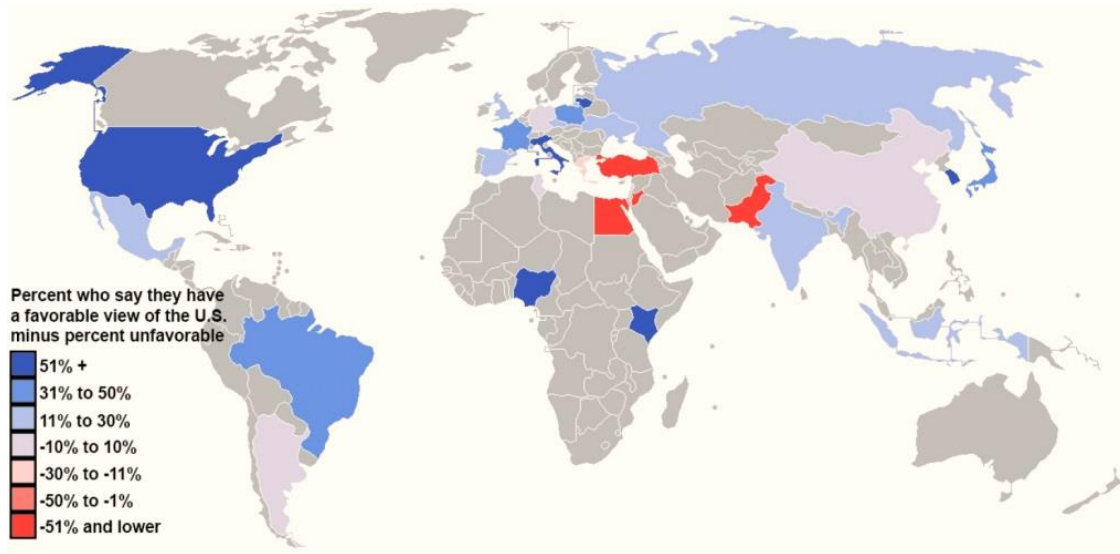 Percent who say they have
a favorable view of the U.S.
minus percent unfavorable
51% +
31% to 50%
11% to 30%
-10% to 10%
-30% to -11%
-50% to -1%
-51% and lower